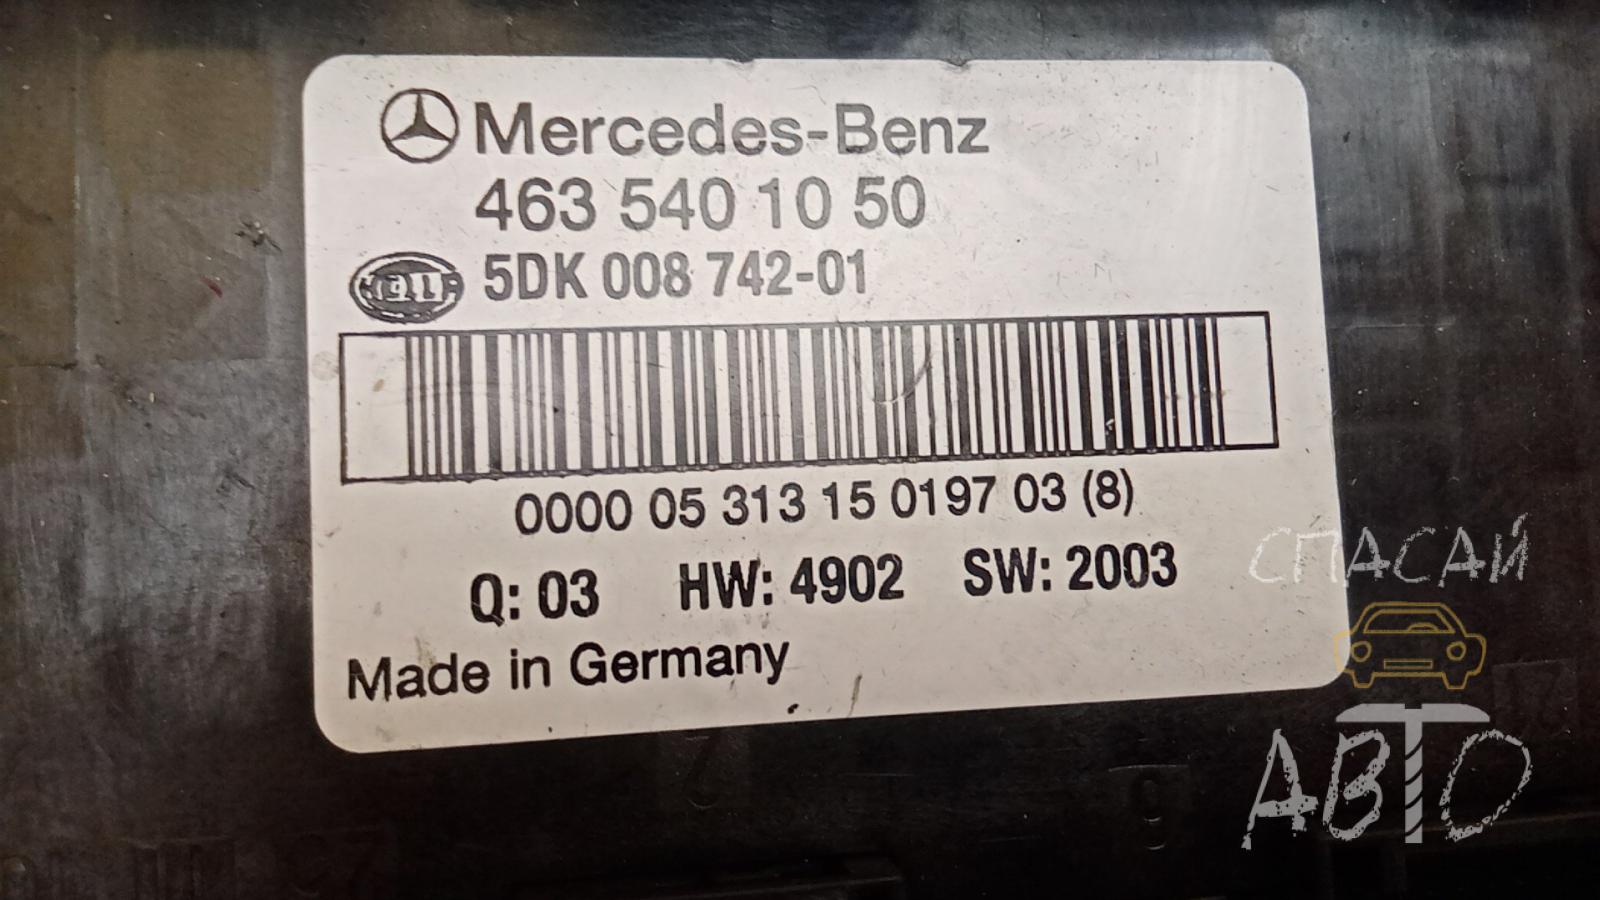 Mercedes-Benz
463 540 10 50
HELLA 5DK 008 742-01
0000 05 313 15 0197 03 (8)
Q: 03 HW: 4902 SW: 2003
Made in Germany
СПАСАЙ
АВТО